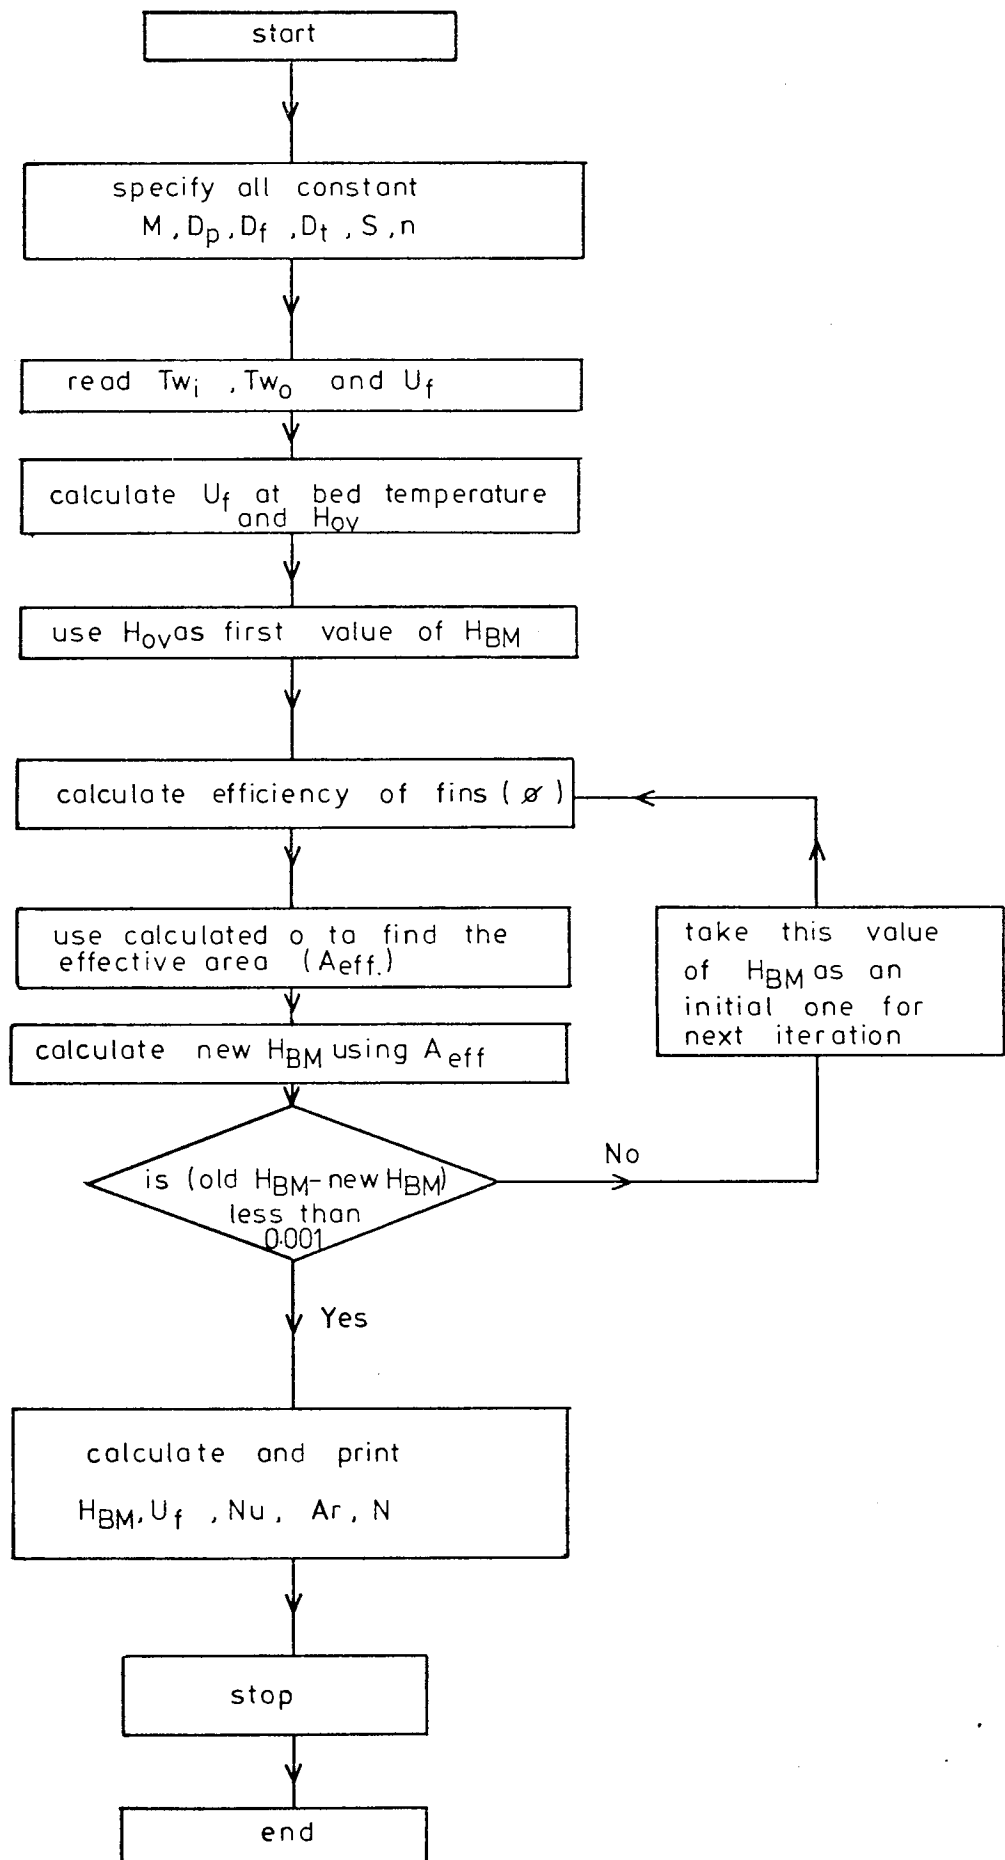 start
specify all constant
M , Dp, Df , Dt , S , n
read Twi , Two and Uf
calculate Uf at bed temperature
and Hov
use Hov as first value of HBM
calculate efficiency of fins ( ø )
use calculated o to find the
effective area (Aeff.)
calculate new HBM using Aeff
is (old HBM-new HBM)
less than
0.001
No
take this value
of HBM as an
initial one for
next iteration
Yes
calculate and print
HBM, Uf , Nu, Ar, N
stop
end